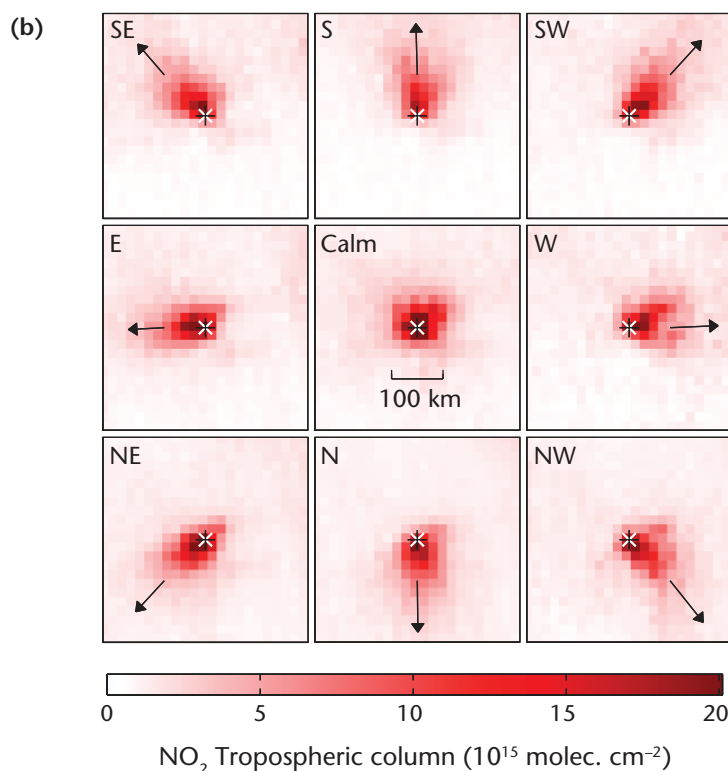 (b)
SE S SW
E Calm W
100 km
NE N NW
0 5 10 15 20
NO₂ Tropospheric column (10¹⁵ molec. cm⁻²)